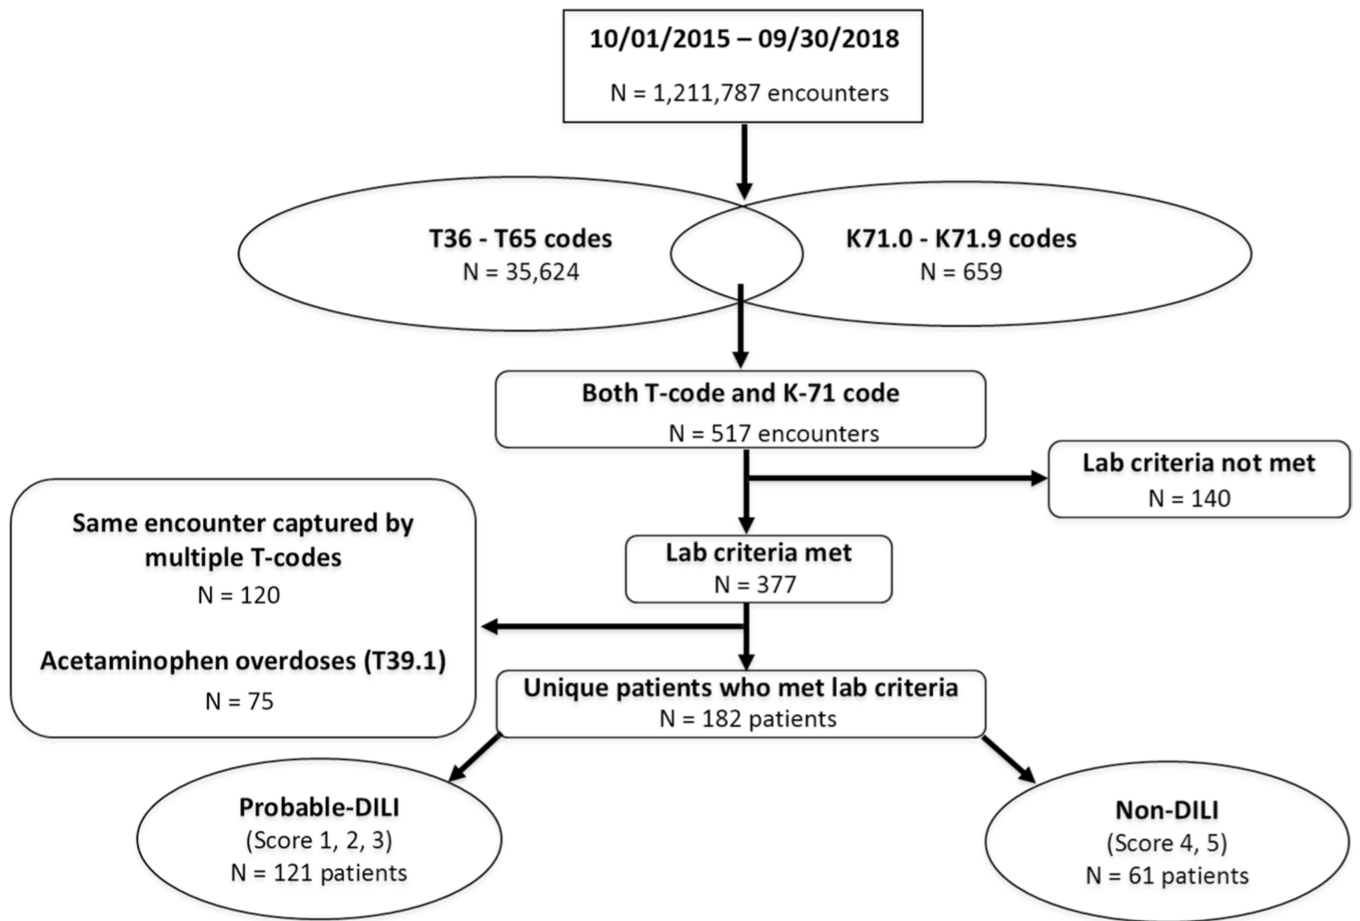 10/01/2015 – 09/30/2018
N = 1,211,787 encounters
T36 - T65 codes
N = 35,624
K71.0 - K71.9 codes
N = 659
Both T-code and K-71 code
N = 517 encounters
Lab criteria not met
N = 140
Same encounter captured by
multiple T-codes
N = 120
Acetaminophen overdoses (T39.1)
N = 75
Lab criteria met
N = 377
Unique patients who met lab criteria
N = 182 patients
Probable-DILI
(Score 1, 2, 3)
N = 121 patients
Non-DILI
(Score 4, 5)
N = 61 patients